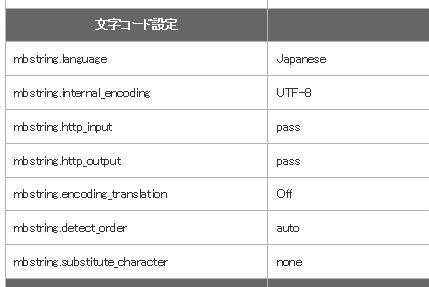 文字コード設定
mbstring.language Japanese
mbstring.internal_encoding UTF-8
mbstring.http_input pass
mbstring.http_output pass
mbstring.encoding_translation Off
mbstring.detect_order auto
mbstring.substitute_character none